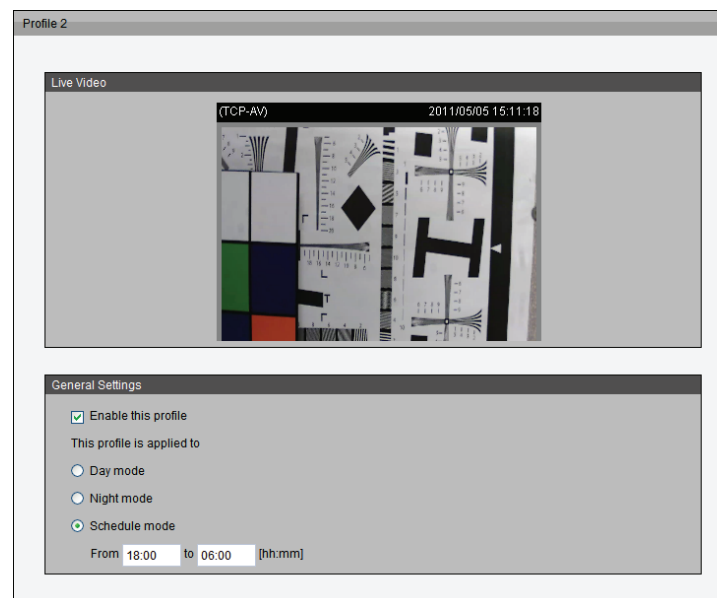 Profile 2
Live Video
(TCP-AV) 2011/05/05 15:11:18
General Settings
Enable this profile
This profile is applied to
Day mode
Night mode
Schedule mode
From 18:00 to 06:00 [hh:mm]